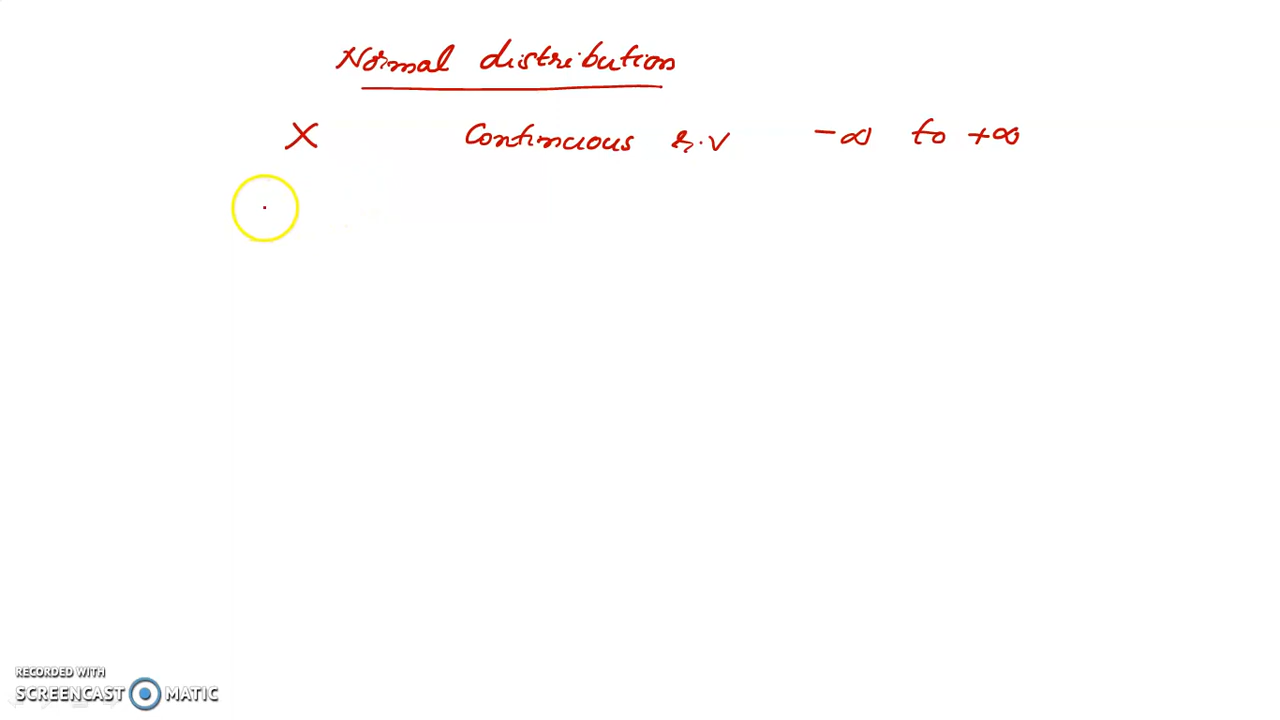 Normal distribution
X Continuous r.v -∞ to +∞
RECORDED WITH
SCREENCAST MATIC